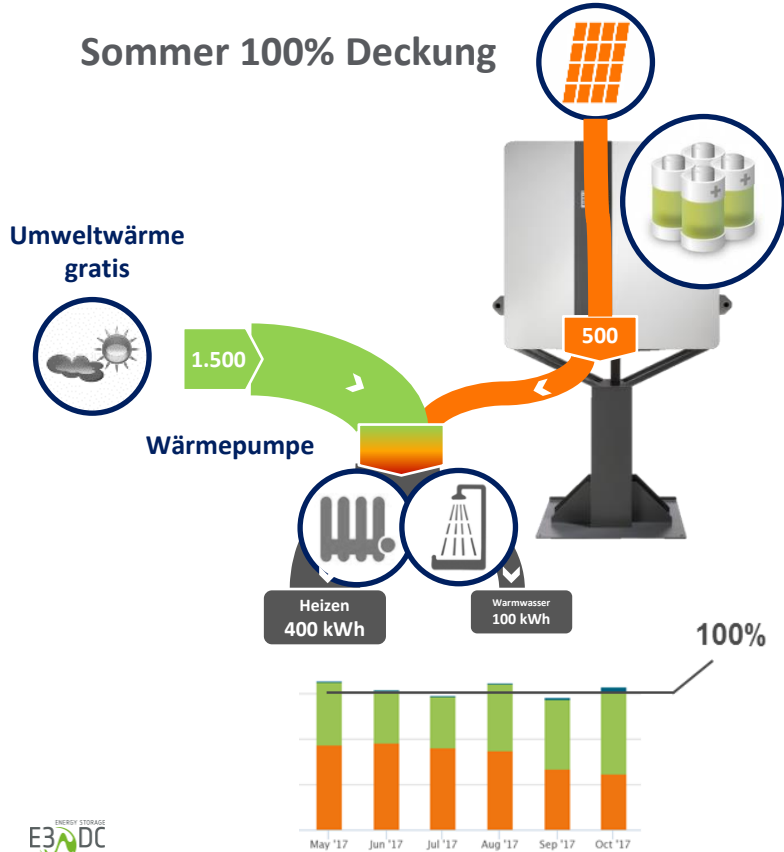 Sommer 100% Deckung
Umweltwärme
gratis
1.500
500
Wärmepumpe
Heizen
400 kWh
Warmwasser
100 kWh
100%
May '17 Jun '17 Jul '17 Aug '17 Sep '17 Oct '17
ENERGY STORAGE
E3DC